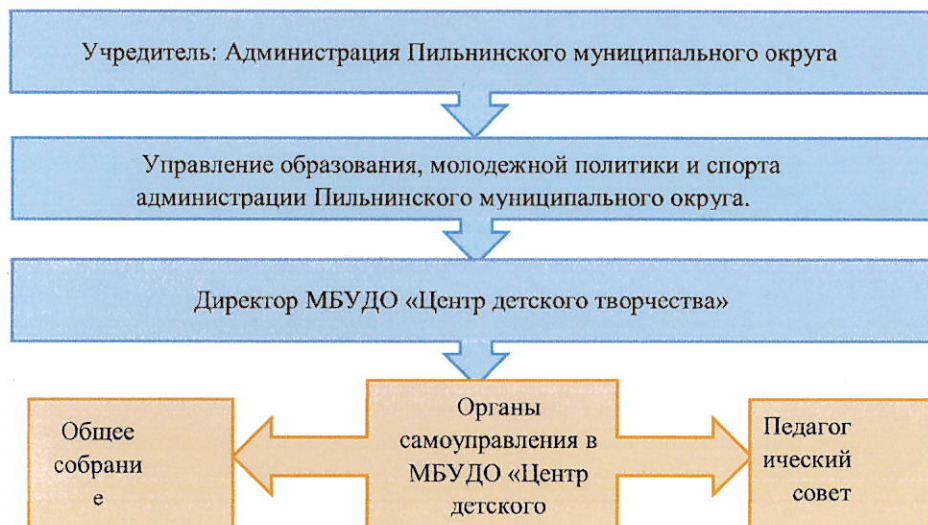 Учредитель: Администрация Пильнинского муниципального округа
Управление образования, молодежной политики и спорта
администрации Пильнинского муниципального округа.
Директор МБУДО «Центр детского творчества»
Общее
собрани
е
Органы
самоуправления в
МБУДО «Центр
детского
Педагог
ический
совет